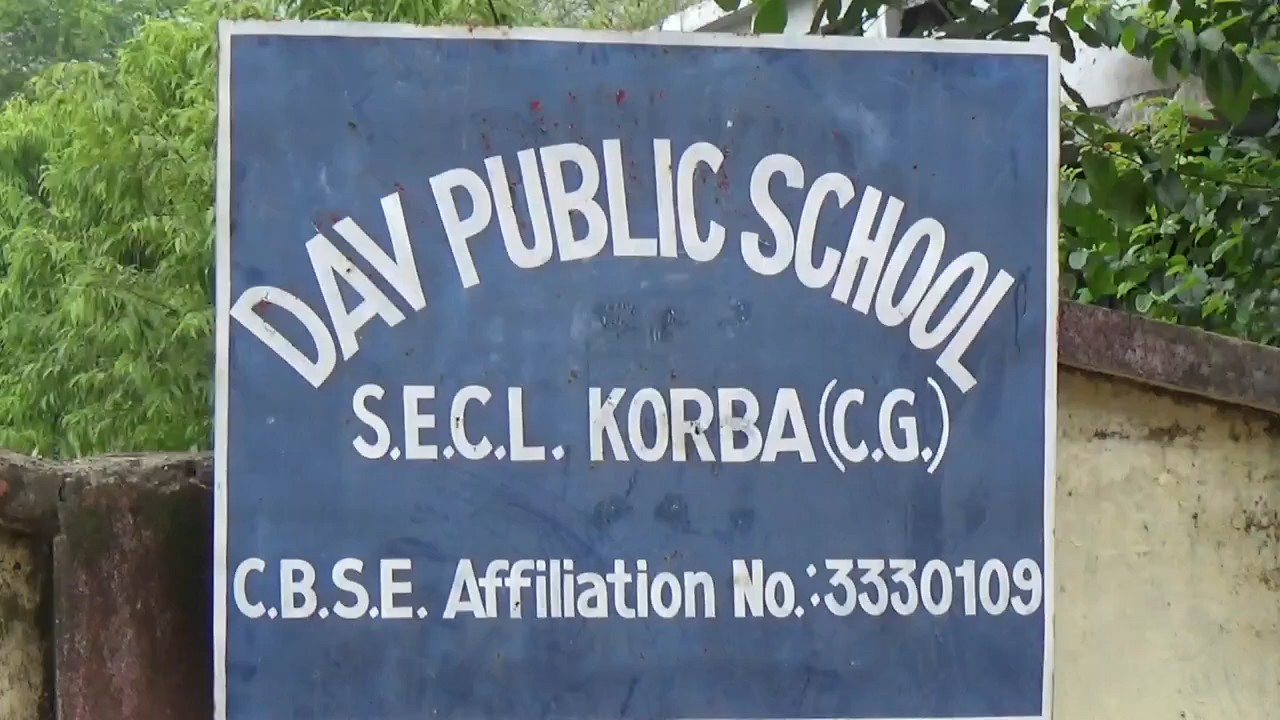 DAV PUBLIC SCHOOL
S.E.C.L. KORBA (C.G.)
C.B.S.E. Affiliation No.:3330109